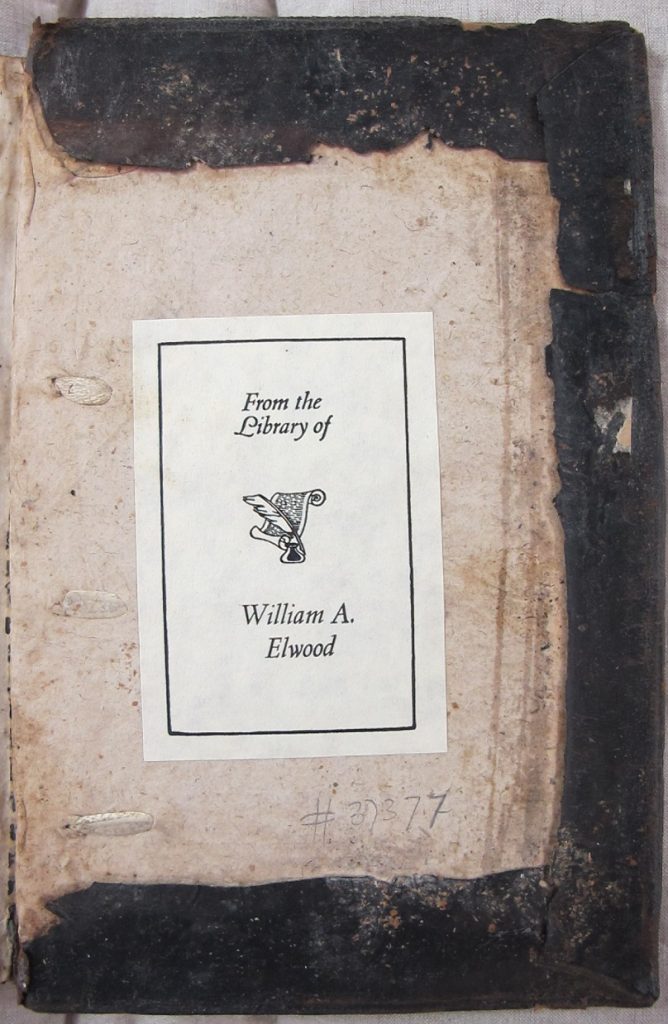 From the
Library of
William A.
Elwood
# 37377